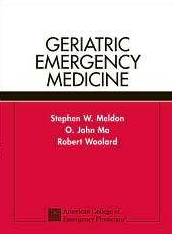 GERIATRIC
EMERGENCY
MEDICINE
Stephen W. Meldon
O. John Ma
Robert Woolard
American College of
Emergency Physicians®